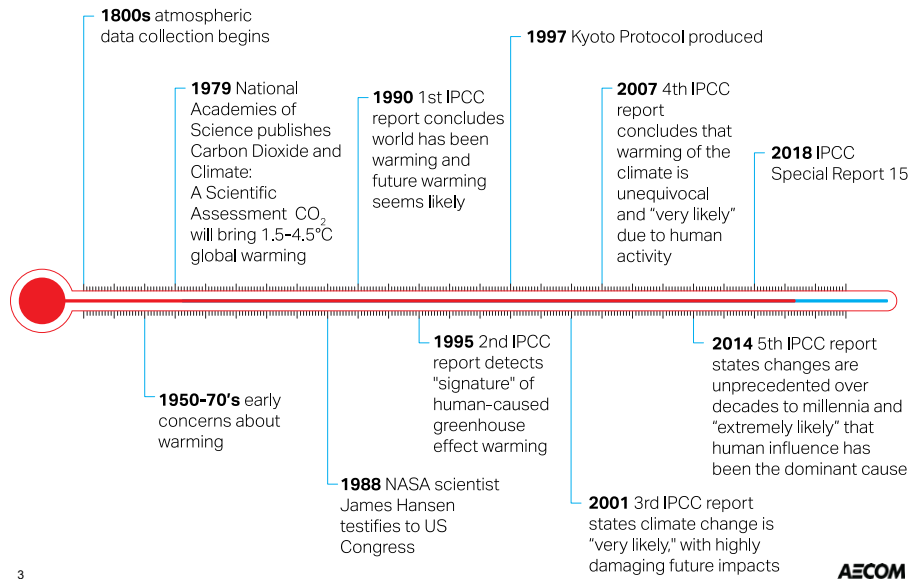 1800s atmospheric
data collection begins
1979 National
Academies of
Science publishes
Carbon Dioxide and
Climate:
A Scientific
Assessment CO₂
will bring 1.5-4.5°C
global warming
1990 1st IPCC
report concludes
world has been
warming and
future warming
seems likely
1997 Kyoto Protocol produced
2007 4th IPCC
report
concludes that
warming of the
climate is
unequivocal
and “very likely”
due to human
activity
2018 IPCC
Special Report 15
1950-70's early
concerns about
warming
1988 NASA scientist
James Hansen
testifies to US
Congress
1995 2nd IPCC
report detects
"signature" of
human-caused
greenhouse
effect warming
2001 3rd IPCC report
states climate change is
“very likely," with highly
damaging future impacts
2014 5th IPCC report
states changes are
unprecedented over
decades to millennia and
“extremely likely” that
human influence has
been the dominant cause
3
AECOM